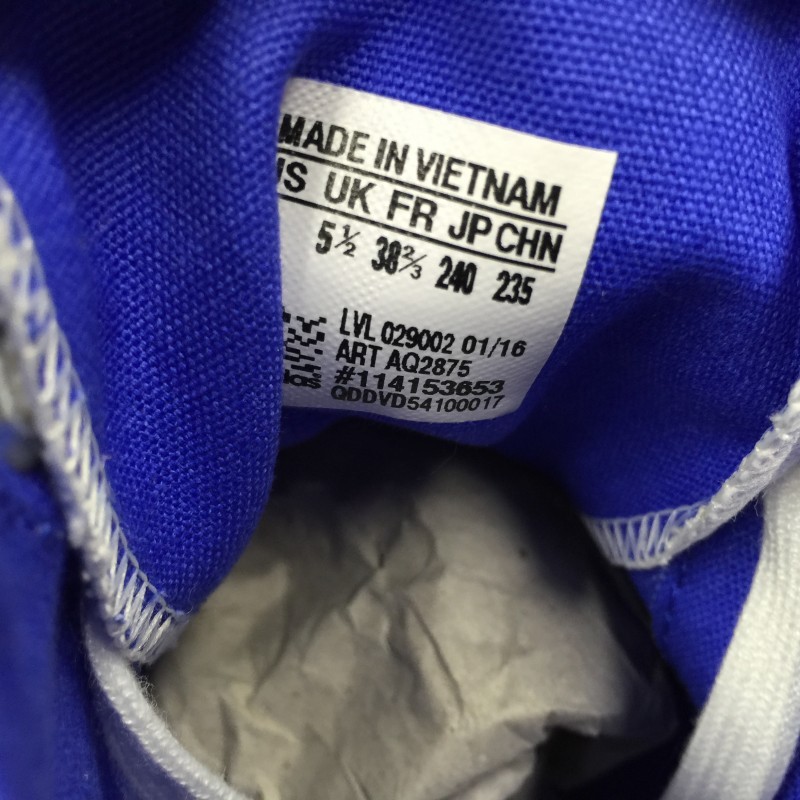 MADE IN VIETNAM
US UK FR JP CHN
5½ 38⅔ 240 235
LVL 029002 01/16
ART AQ2875
#114153653
QDDVD54100017